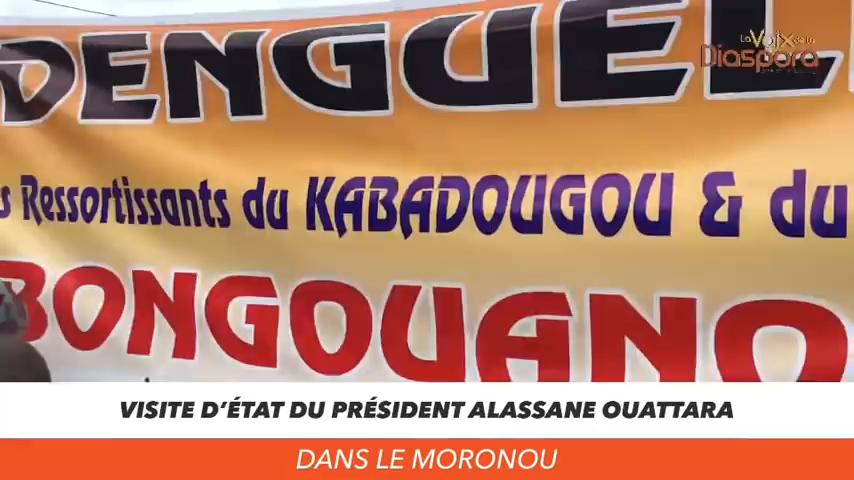 DENGUEL
La Voix de la
Diaspora
s Ressortissants du KABADOUGOU & du
BONGOUANO
VISITE D'ÉTAT DU PRÉSIDENT ALASSANE OUATTARA
DANS LE MORONOU